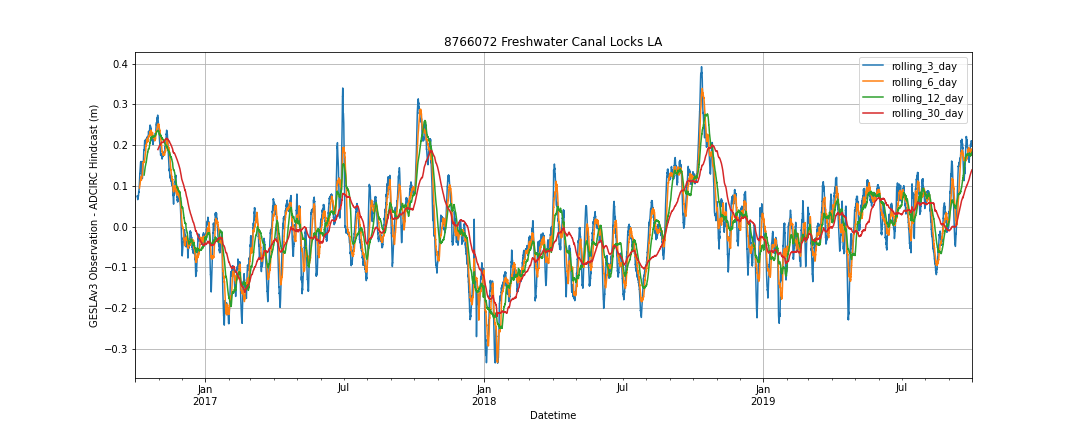 8766072 Freshwater Canal Locks LA
GESLAv3 Observation - ADCIRC Hindcast (m)
0.4
0.3
0.2
0.1
0.0
−0.1
−0.2
−0.3
rolling_3_day
rolling_6_day
rolling_12_day
rolling_30_day
Jan
2017
Jul
Jan
2018
Jul
Jan
2019
Jul
Datetime